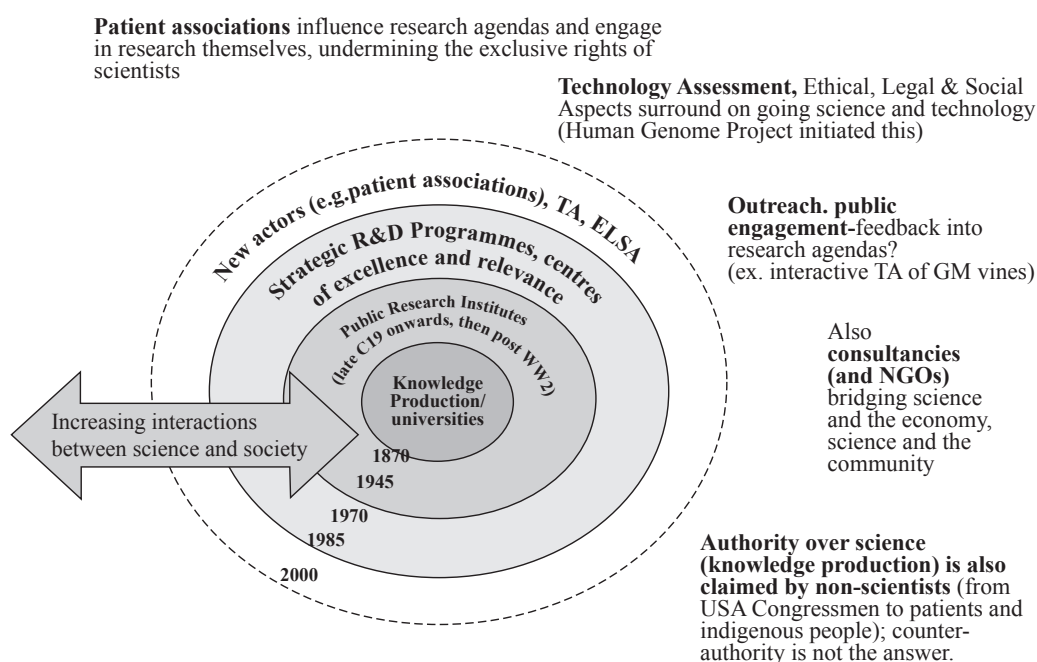 Patient associations influence research agendas and engage
in research themselves, undermining the exclusive rights of
scientists
Technology Assessment, Ethical, Legal & Social
Aspects surround on going science and technology
(Human Genome Project initiated this)
New actors (e.g.patient associations), TA, ELSA
Strategic R&D Programmes, centres
of excellence and relevance
Public Research Institutes
(late C19 onwards, then post WW2)
Knowledge
Production/
universities
Outreach. public
engagement-feedback into
research agendas?
(ex. interactive TA of GM vines)
Also
consultancies
(and NGOs)
bridging science
and the economy,
science and the
community
Increasing interactions
between science and society
1870
1945
1970
1985
2000
Authority over science
(knowledge production) is also
claimed by non-scientists (from
USA Congressmen to patients and
indigenous people); counter-
authority is not the answer.